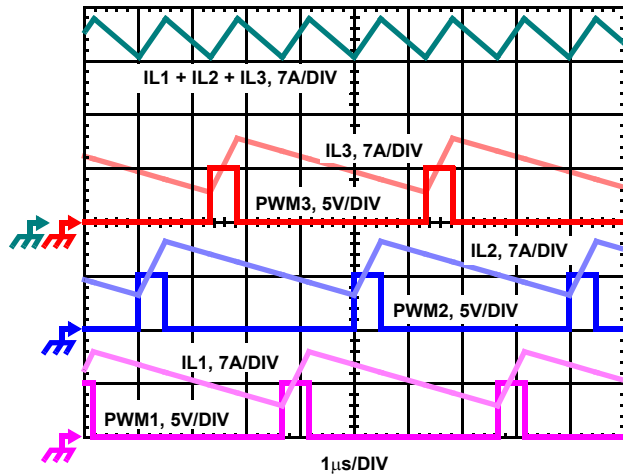 IL1 + IL2 + IL3, 7A/DIV
IL3, 7A/DIV
PWM3, 5V/DIV
IL2, 7A/DIV
PWM2, 5V/DIV
IL1, 7A/DIV
PWM1, 5V/DIV
1μs/DIV